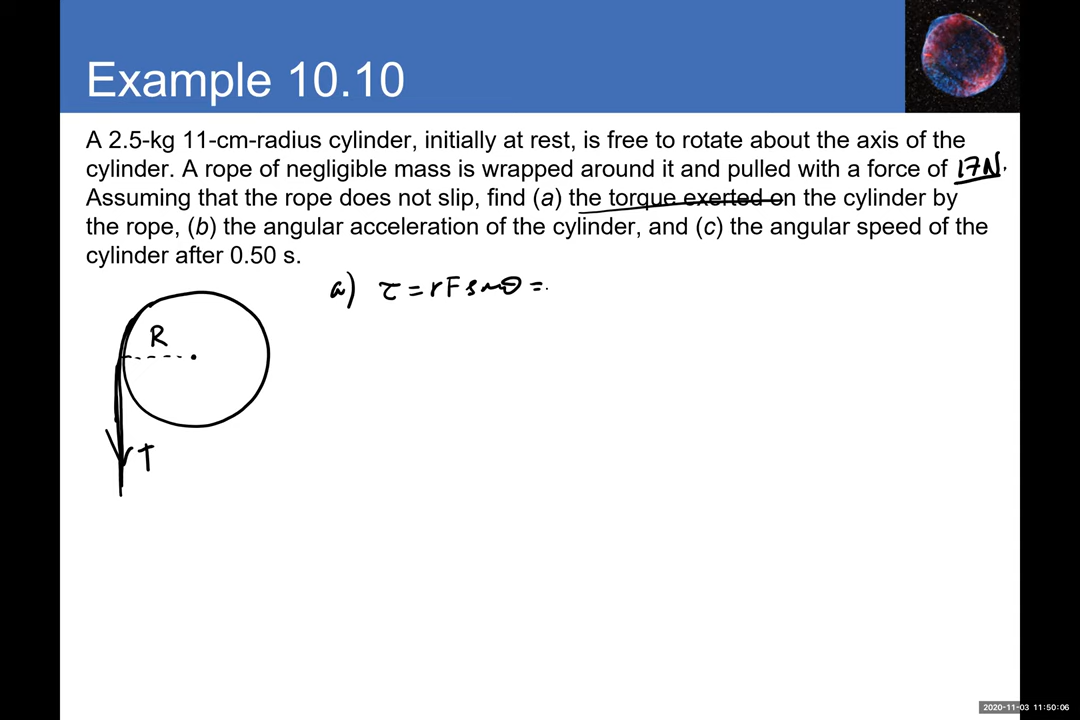 Example 10.10
A 2.5-kg 11-cm-radius cylinder, initially at rest, is free to rotate about the axis of the
cylinder. A rope of negligible mass is wrapped around it and pulled with a force of 17N.
Assuming that the rope does not slip, find (a) the torque exerted on the cylinder by
the rope, (b) the angular acceleration of the cylinder, and (c) the angular speed of the
cylinder after 0.50 s.
a) τ = rFsinθ =
R
T
2020-11-03 11:50:06